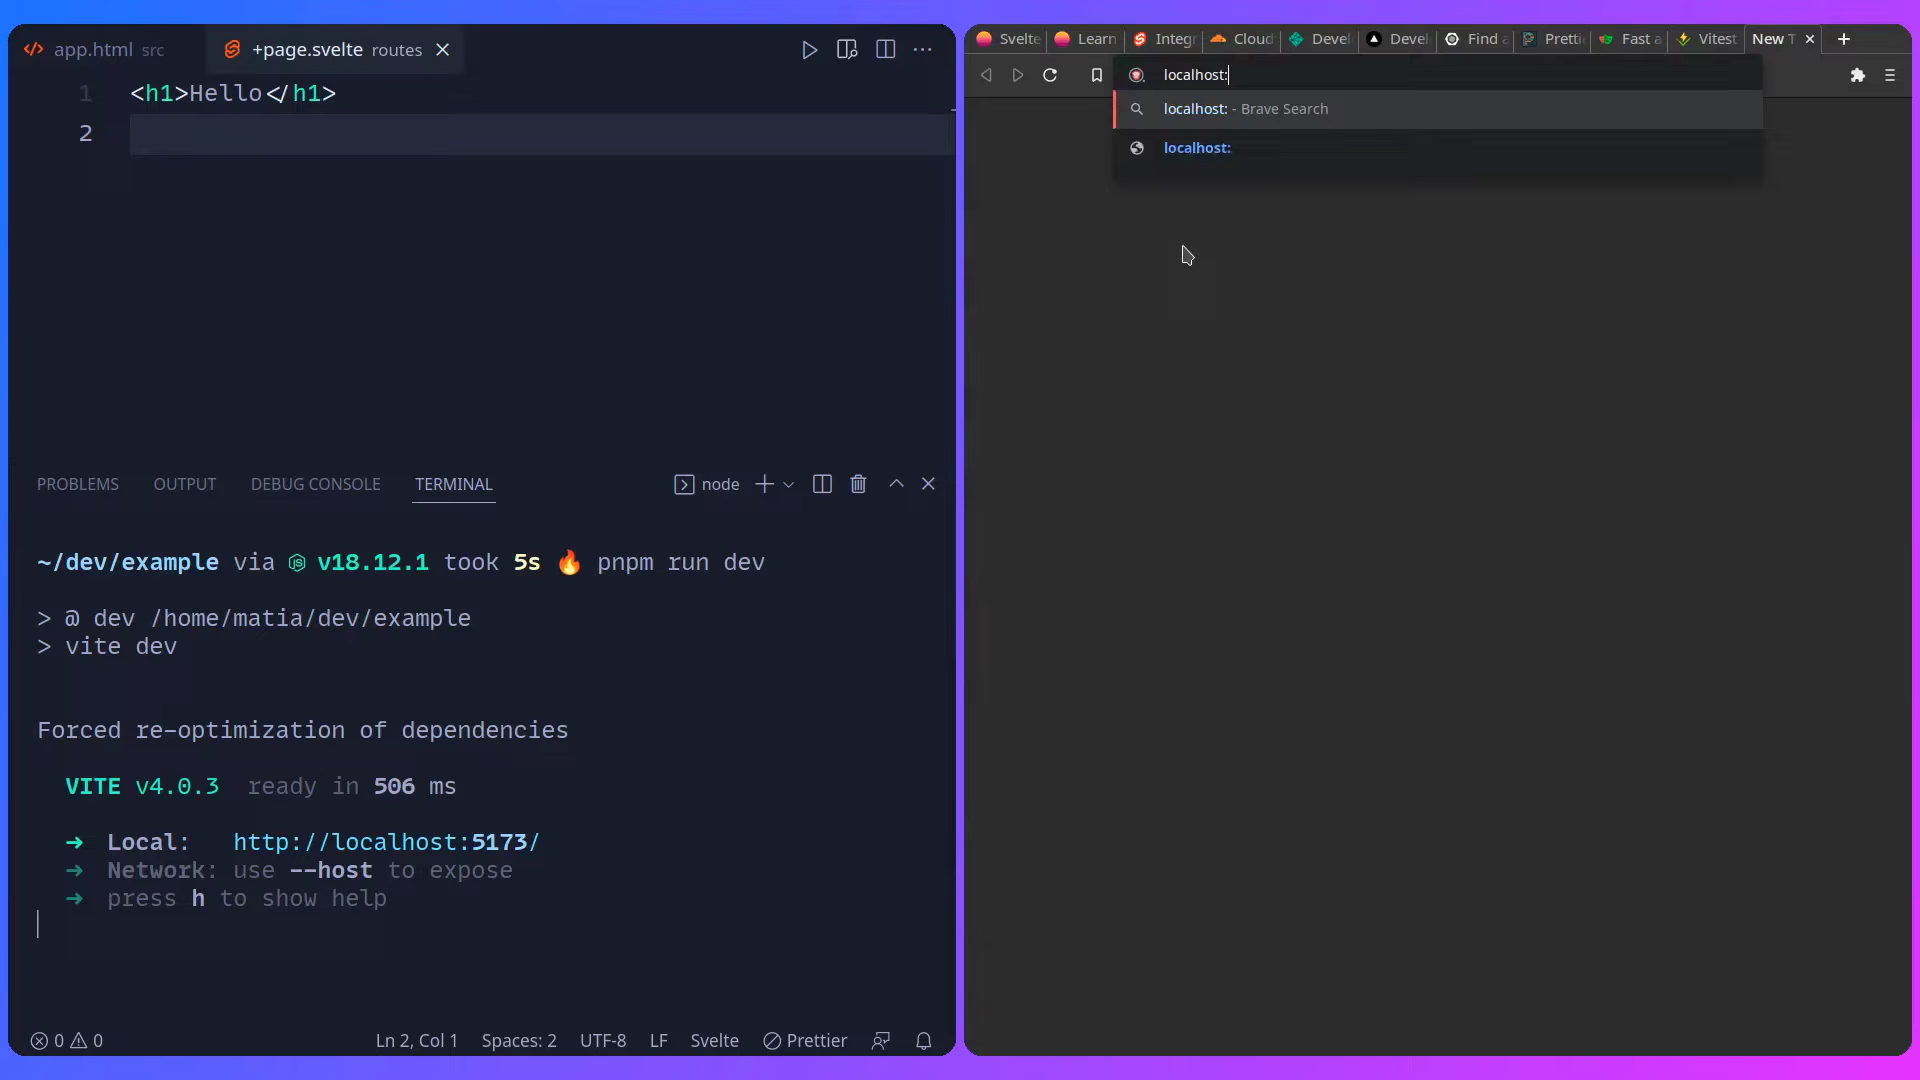 app.html src
+page.svelte routes
1 <h1>Hello</h1>
2
PROBLEMS OUTPUT DEBUG CONSOLE TERMINAL
node
~/dev/example via v18.12.1 took 5s 🔥 pnpm run dev
> @ dev /home/matia/dev/example
> vite dev
Forced re-optimization of dependencies
VITE v4.0.3 ready in 506 ms
➜ Local: http://localhost:5173/
➜ Network: use --host to expose
➜ press h to show help
0 0
Ln 2, Col 1 Spaces: 2 UTF-8 LF Svelte Prettier
Svelte Learn Integr Cloud Devel Devel Find a Pretti Fast a Vitest New T
localhost:
localhost: - Brave Search
localhost: